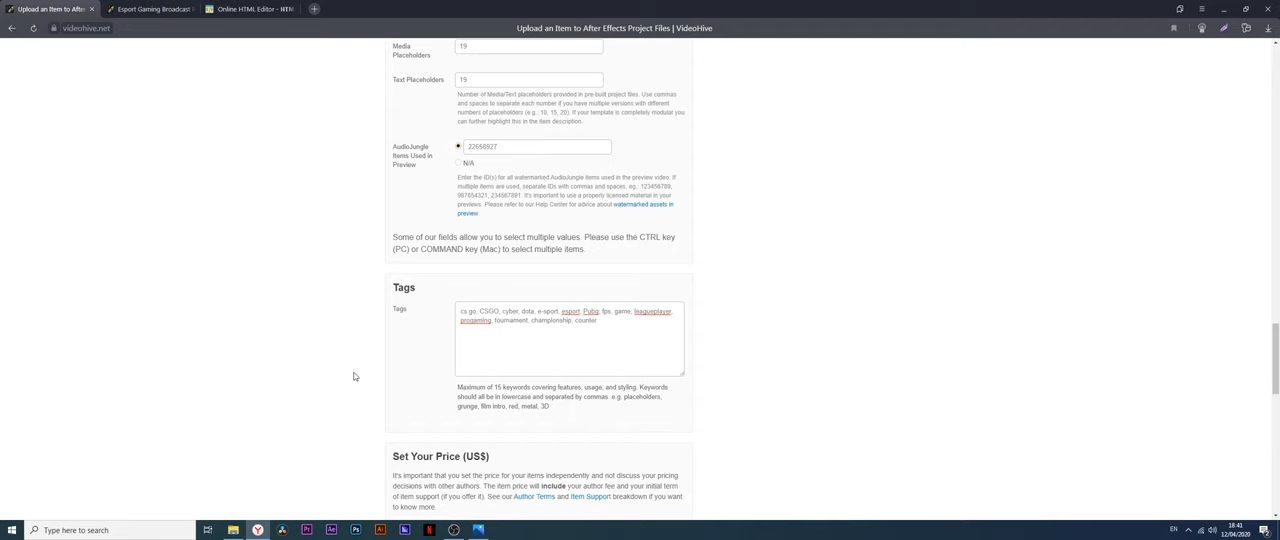 Upload an Item to After
Esport Gaming Broadcast
Online HTML Editor - HTM
videohive.net
Upload an Item to After Effects Project Files | VideoHive
Media
Placeholders
19
Text Placeholders
19
Number of Media/Text placeholders provided in pre-built project files. Use commas
and spaces to separate each number if you have multiple versions with different
numbers of placeholders (e.g.: 10, 15, 20). If your template is completely modular you
can further highlight this in the item description.
AudioJungle
Items Used in
Preview
22658927
N/A
Enter the ID(s) for all watermarked AudioJungle items used in the preview video. If
multiple items are used, separate IDs with commas and spaces, eg.: 123456789,
987654321, 234567891. It's important to use a properly licensed material in your
previews. Please refer to our Help Center for advice about watermarked assets in
preview.
Some of our fields allow you to select multiple values. Please use the CTRL key
(PC) or COMMAND key (Mac) to select multiple items.
Tags
Tags
cs go, CSGO, cyber, dota, e-sport, esport, Pubg, fps, game, leagueplayer,
progaming, tournament, championship, counter
Maximum of 15 keywords covering features, usage, and styling. Keywords
should all be in lowercase and separated by commas. e.g. placeholders,
grunge, film intro, red, metal, 3D
Set Your Price (US$)
It's important that you set the price for your items independently and not discuss your pricing
decisions with other authors. The item price will include your author fee and your initial term
of item support (if you offer it). See our Author Terms and Item Support breakdown if you want
to know more.
Type here to search
EN
18:41
12/04/2020